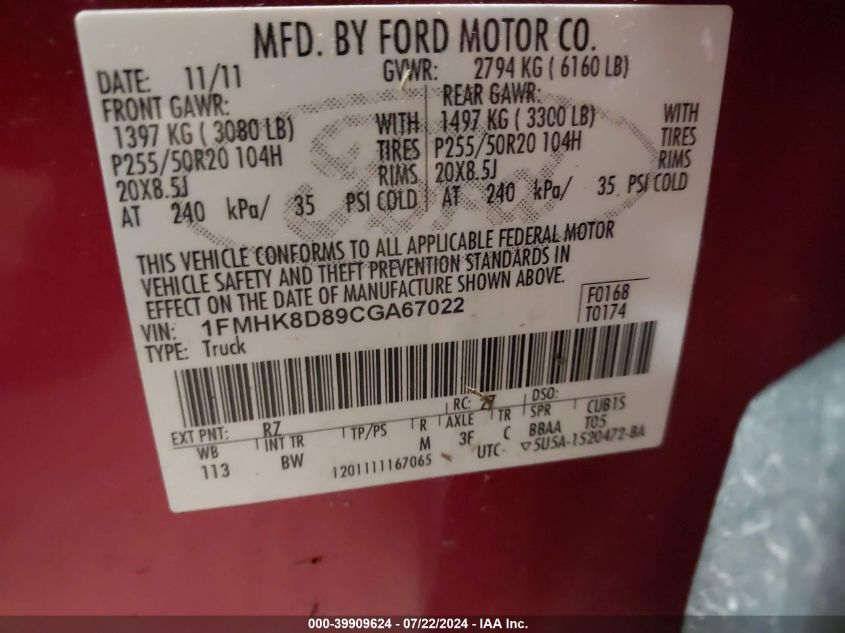 MFD. BY FORD MOTOR CO.
DATE: 11/11 GVWR: 2794 KG ( 6160 LB)
FRONT GAWR: REAR GAWR:
1397 KG ( 3080 LB) WITH 1497 KG ( 3300 LB) WITH
P255/50R20 104H TIRES P255/50R20 104H TIRES
20X8.5J RIMS 20X8.5J RIMS
AT 240 kPa/ 35 PSI COLD AT 240 kPa/ 35 PSI COLD
Ford
THIS VEHICLE CONFORMS TO ALL APPLICABLE FEDERAL MOTOR
VEHICLE SAFETY AND THEFT PREVENTION STANDARDS IN
EFFECT ON THE DATE OF MANUFACTURE SHOWN ABOVE.
VIN: 1FMHK8D89CGA67022 F0168
TYPE: Truck T0174
EXT PNT: RZ RC: 27 DSO:
WB INT TR TP/PS R AXLE TR SPR CUB1S
113 BW M 3F C BBAA T05
1201111167065 UTC- ▽5U5A-1520472-BA
000-39909624 - 07/22/2024 - IAA Inc.